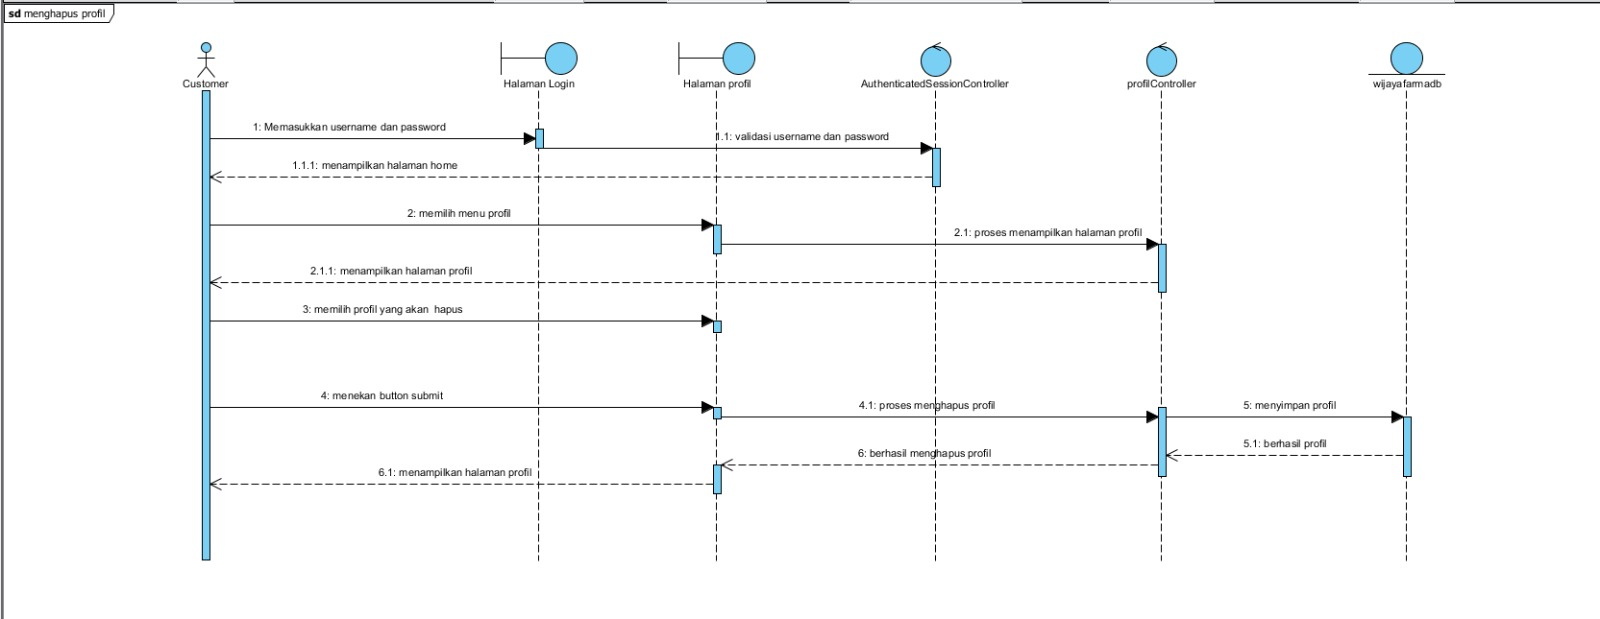 sd menghapus profil
Customer
Halaman Login
Halaman profil
AuthenticatedSessionController
profilController
wijayafarmadb
1: Memasukkan username dan password
1.1: validasi username dan password
1.1.1: menampilkan halaman home
2: memilih menu profil
2.1: proses menampilkan halaman profil
2.1.1: menampilkan halaman profil
3: memilih profil yang akan hapus
4: menekan button submit
4.1: proses menghapus profil
5: menyimpan profil
5.1: berhasil profil
6: berhasil menghapus profil
6.1: menampilkan halaman profil